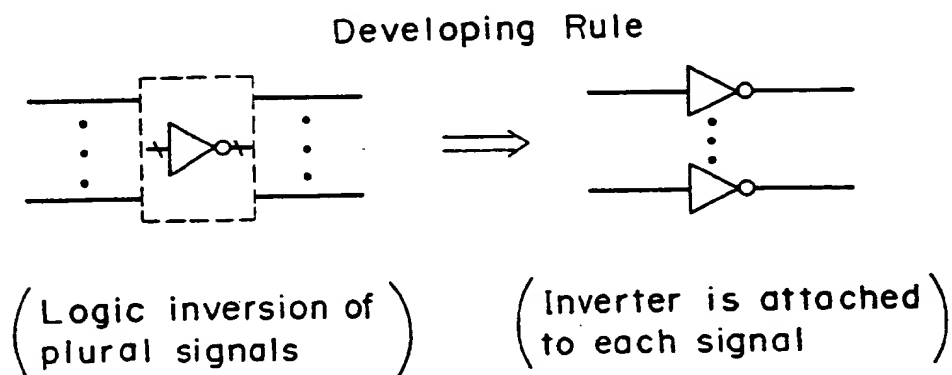 Developing Rule
(Logic inversion of
plural signals)
(Inverter is attached
to each signal)